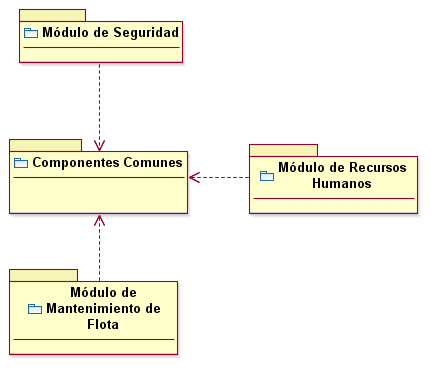 Módulo de Seguridad
Componentes Comunes
Módulo de Recursos
Humanos
Módulo de
Mantenimiento de
Flota